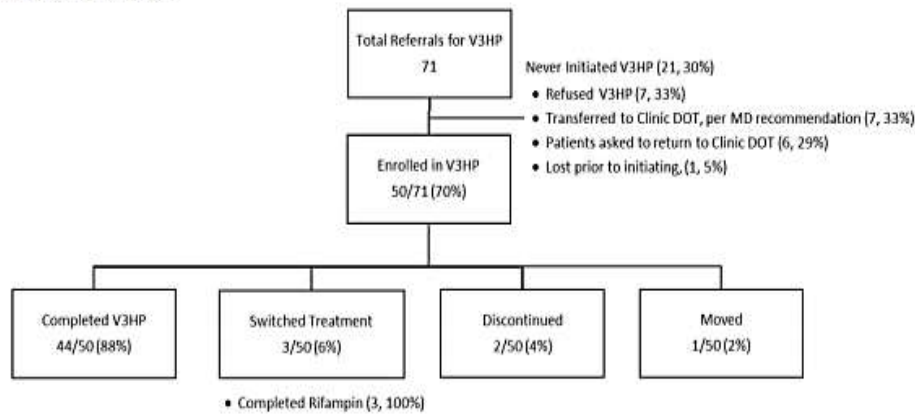 Total Referrals for V3HP
71
Never Initiated V3HP (21, 30%)
• Refused V3HP (7, 33%)
• Transferred to Clinic DOT, per MD recommendation (7, 33%)
• Patients asked to return to Clinic DOT (6, 29%)
• Lost prior to initiating, (1, 5%)
Enrolled in V3HP
50/71 (70%)
Completed V3HP
44/50 (88%)
Switched Treatment
3/50 (6%)
Discontinued
2/50 (4%)
Moved
1/50 (2%)
• Completed Rifampin (3, 100%)